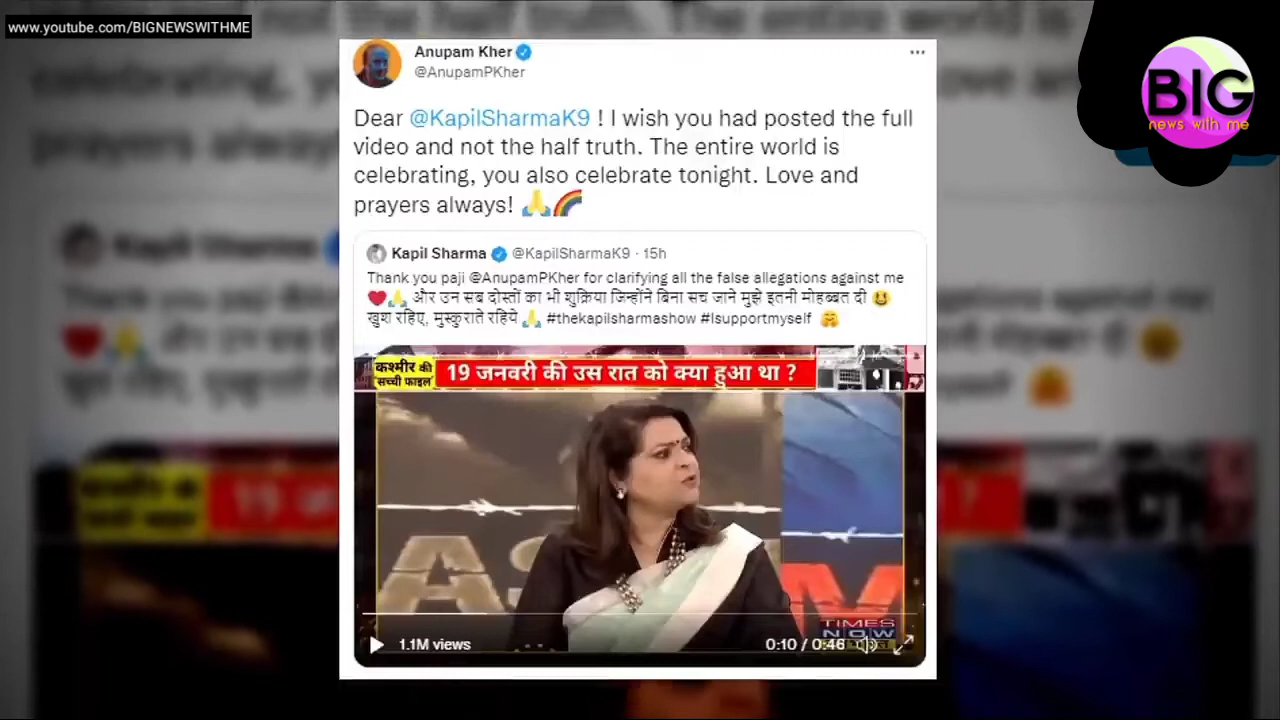 www.youtube.com/BIGNEWSWITHME
BIG
news with me
Anupam Kher
@AnupamPKher
Dear @KapilSharmaK9 ! I wish you had posted the full
video and not the half truth. The entire world is
celebrating, you also celebrate tonight. Love and
prayers always! 🙏🌈
Kapil Sharma @KapilSharmaK9 · 15h
Thank you paji @AnupamPKher for clarifying all the false allegations against me
❤️🙏 और उन सब दोस्तों का भी शुक्रिया जिन्होंने बिना सच जाने मुझे इतनी मोहब्बत दी 😃
खुश रहिए, मुस्कुराते रहिये 🙏 #thekapilsharmashow #Isupportmyself 🤗
कश्मीर की
सच्ची फाइल
19 जनवरी की उस रात को क्या हुआ था ?
1.1M views
0:10 / 0:46
TIMES
NOW